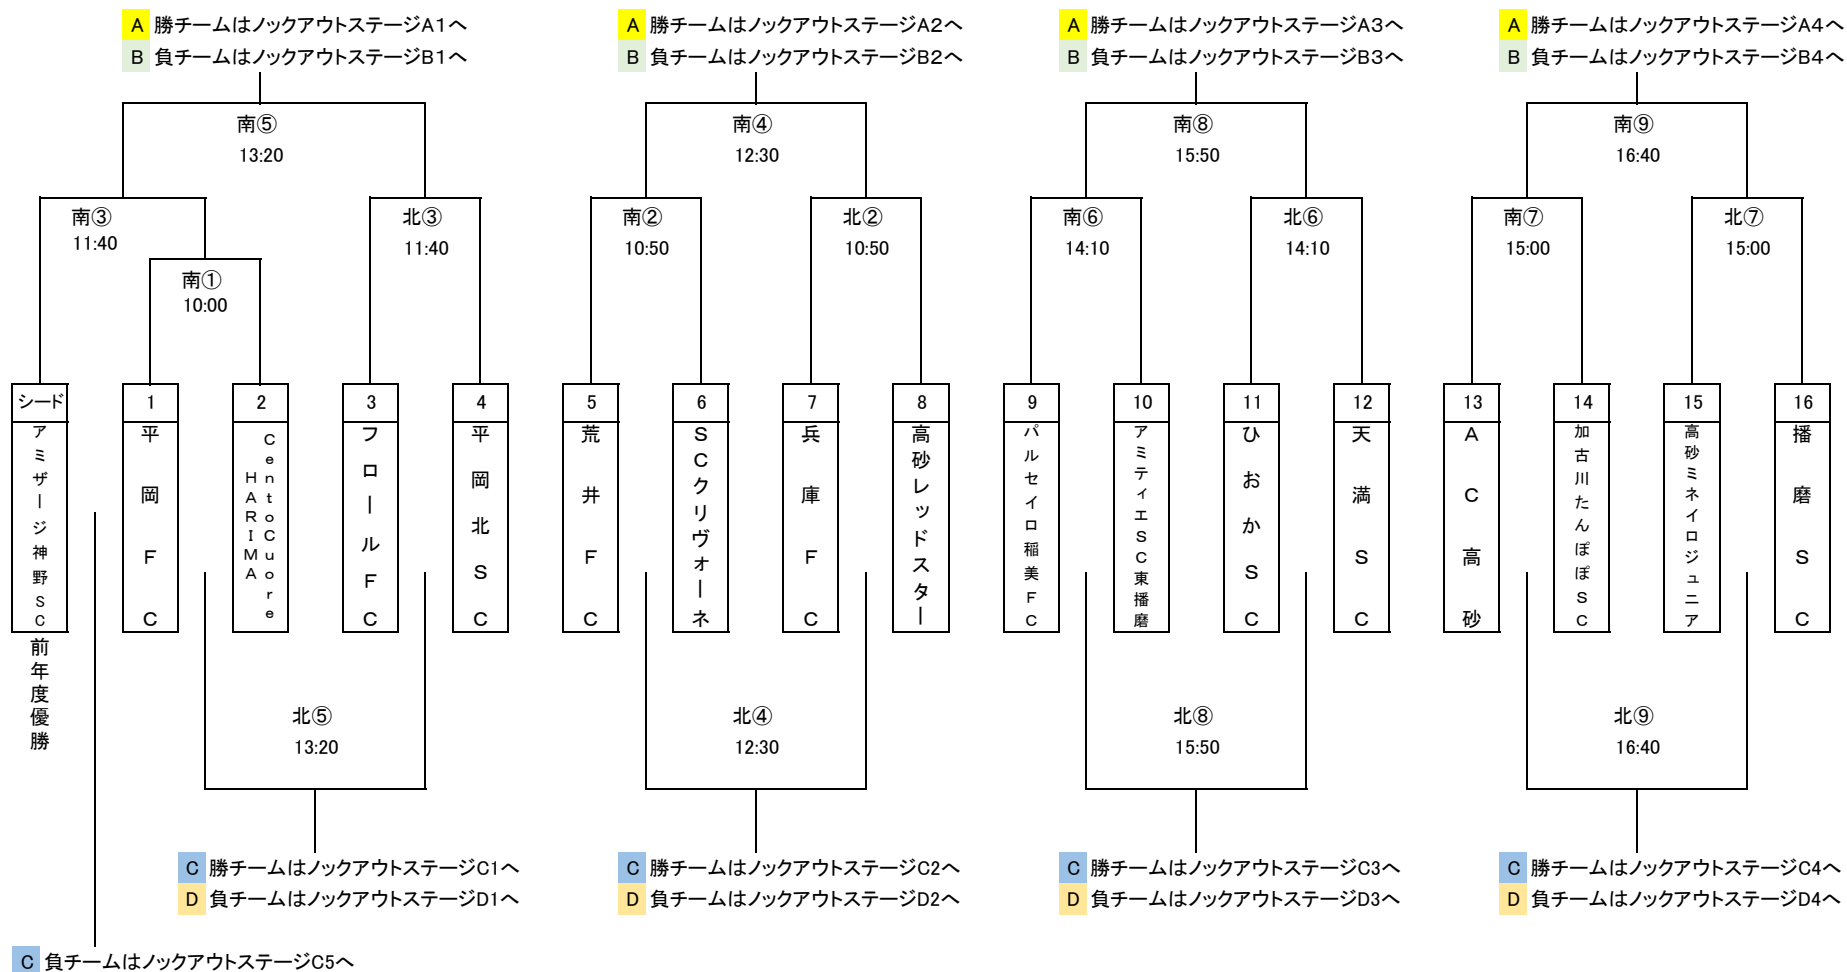 A 勝チームはノックアウトステージA1へ
B 負チームはノックアウトステージB1へ
A 勝チームはノックアウトステージA2へ
B 負チームはノックアウトステージB2へ
A 勝チームはノックアウトステージA3へ
B 負チームはノックアウトステージB3へ
A 勝チームはノックアウトステージA4へ
B 負チームはノックアウトステージB4へ
南⑤
13:20
南④
12:30
南⑧
15:50
南⑨
16:40
南③
11:40
北③
11:40
南②
10:50
北②
10:50
南⑥
14:10
北⑥
14:10
南⑦
15:00
北⑦
15:00
南①
10:00
シード
アミザージ神野SC
前年度優勝
1
平岡FC
2
CentoCuore
HARIMA
3
フロールFC
4
平岡北SC
5
荒井FC
6
SCクリヴォーネ
7
兵庫FC
8
高砂レッドスター
9
パルセイロ稲美FC
10
アミティエSC東播磨
11
ひおかSC
12
天満SC
13
AC高砂
14
加古川たんぽぽSC
15
高砂ミネイロジュニア
16
播磨SC
北⑤
13:20
北④
12:30
北⑧
15:50
北⑨
16:40
C 勝チームはノックアウトステージC1へ
D 負チームはノックアウトステージD1へ
C 勝チームはノックアウトステージC2へ
D 負チームはノックアウトステージD2へ
C 勝チームはノックアウトステージC3へ
D 負チームはノックアウトステージD3へ
C 勝チームはノックアウトステージC4へ
D 負チームはノックアウトステージD4へ
C 負チームはノックアウトステージC5へ